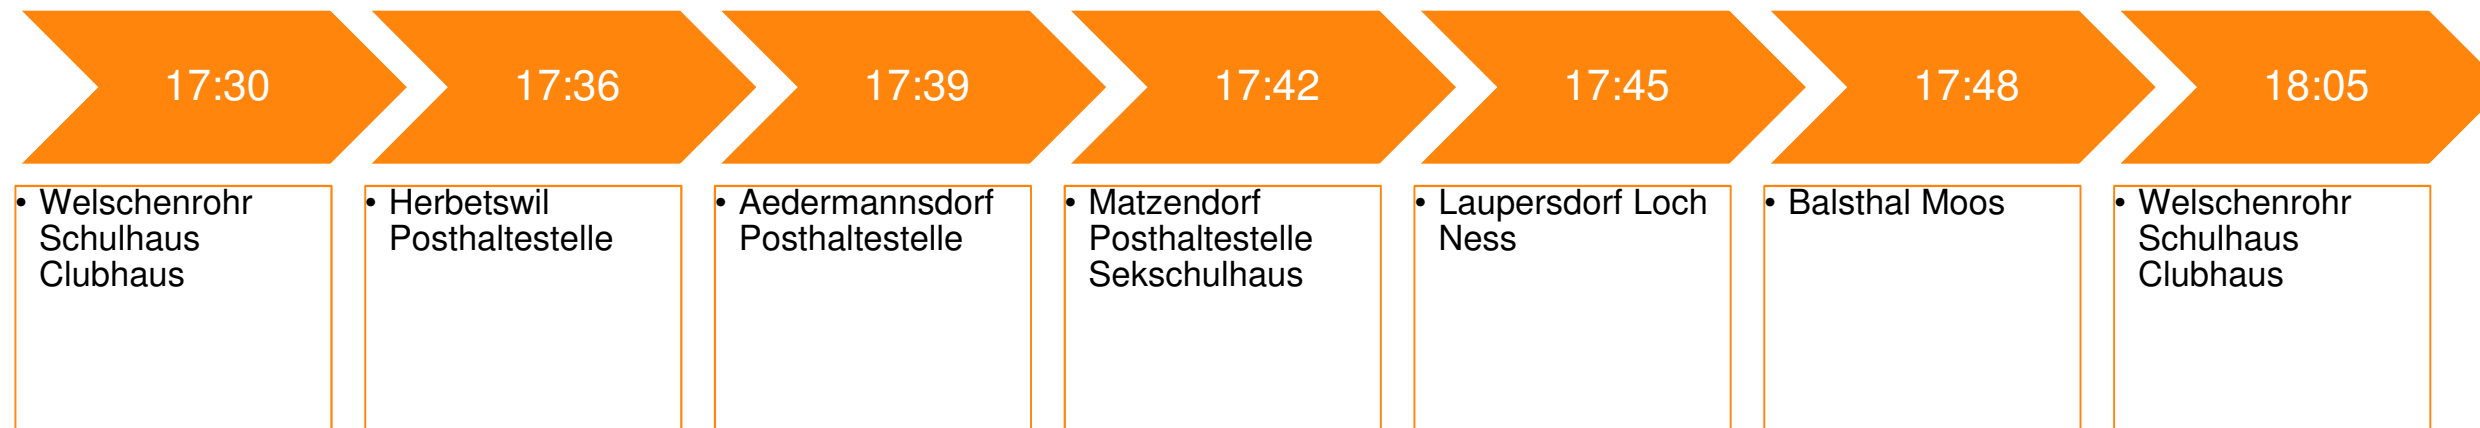 17:30
17:36
17:39
17:42
17:45
17:48
18:05
• Welschenrohr
Schulhaus
Clubhaus
• Herbetswil
Posthaltestelle
• Aedermannsdorf
Posthaltestelle
• Matzendorf
Posthaltestelle
Sekschulhaus
• Laupersdorf Loch
Ness
• Balsthal Moos
• Welschenrohr
Schulhaus
Clubhaus